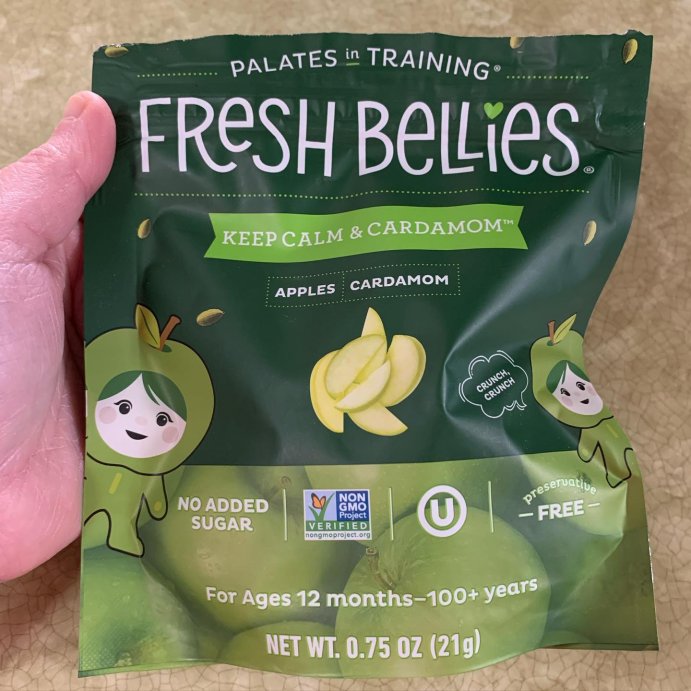 PALATES in TRAINING®
FRESH BELLIES®
KEEP CALM & CARDAMOM™
APPLES CARDAMOM
CRUNCH,
CRUNCH
NO ADDED
SUGAR
NON
GMO
Project
VERIFIED
nongmoproject.org
U
preservative
FREE
For Ages 12 months–100+ years
NET WT. 0.75 OZ (21g)